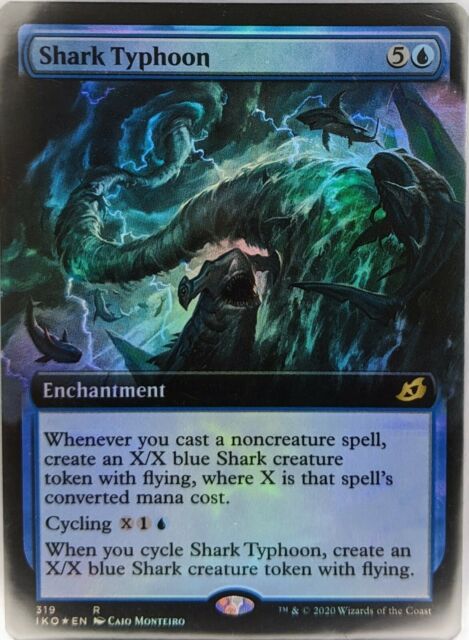 Shark Typhoon 5
Enchantment
Whenever you cast a noncreature spell,
create an X/X blue Shark creature
token with flying, where X is that spell's
converted mana cost.
Cycling X 1
When you cycle Shark Typhoon, create an
X/X blue Shark creature token with flying.
319 R
IKO★EN CAIO MONTEIRO
™ & © 2020 Wizards of the Coast